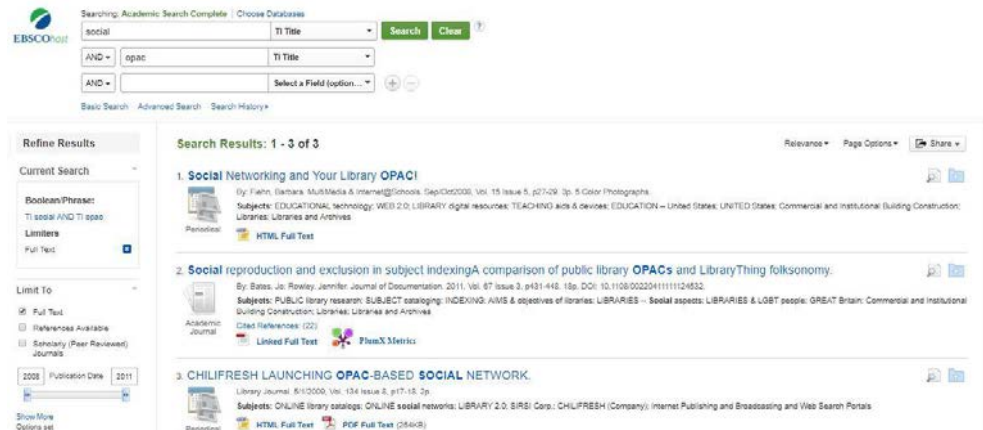 Searching: Academic Search Complete | Choose Databases
EBSCOhost
social TI Title Search Clear ?
AND opac TI Title
AND Select a Field (option...
Basic Search Advanced Search Search History
Refine Results
Current Search
Boolean/Phrase:
TI social AND TI opac
Limiters
Full Text
Limit To
Full Text
References Available
Scholarly (Peer Reviewed)
Journals
2008 Publication Date 2011
Show More
Options set
Search Results: 1 - 3 of 3
Relevance Page Options Share
1. Social Networking and Your Library OPAC!
By: Fiehn, Barbara. MultiMedia & Internet@Schools. Sep/Oct2008, Vol. 15 Issue 5, p27-29. 3p. 5 Color Photographs.
Subjects: EDUCATIONAL technology; WEB 2.0; LIBRARY digital resources; TEACHING aids & devices; EDUCATION -- United States; UNITED States; Commercial and Institutional Building Construction;
Libraries; Libraries and Archives
Periodical
HTML Full Text
2. Social reproduction and exclusion in subject indexingA comparison of public library OPACs and LibraryThing folksonomy.
By: Bates, Jo; Rowley, Jennifer. Journal of Documentation. 2011, Vol. 67 Issue 3, p431-448. 18p. DOI: 10.1108/00220411111124532.
Subjects: PUBLIC library research; SUBJECT cataloging; INDEXING; AIMS & objectives of libraries; LIBRARIES -- Social aspects; LIBRARIES & LGBT people; GREAT Britain; Commercial and Institutional
Building Construction; Libraries; Libraries and Archives
Academic
Journal
Cited References: (22)
Linked Full Text PlumX Metrics
3. CHILIFRESH LAUNCHING OPAC-BASED SOCIAL NETWORK.
Library Journal. 5/1/2009, Vol. 134 Issue 8, p17-18. 2p.
Subjects: ONLINE library catalogs; ONLINE social networks; LIBRARY 2.0; SIRSI Corp.; CHILIFRESH (Company); Internet Publishing and Broadcasting and Web Search Portals
Periodical
HTML Full Text PDF Full Text (264KB)